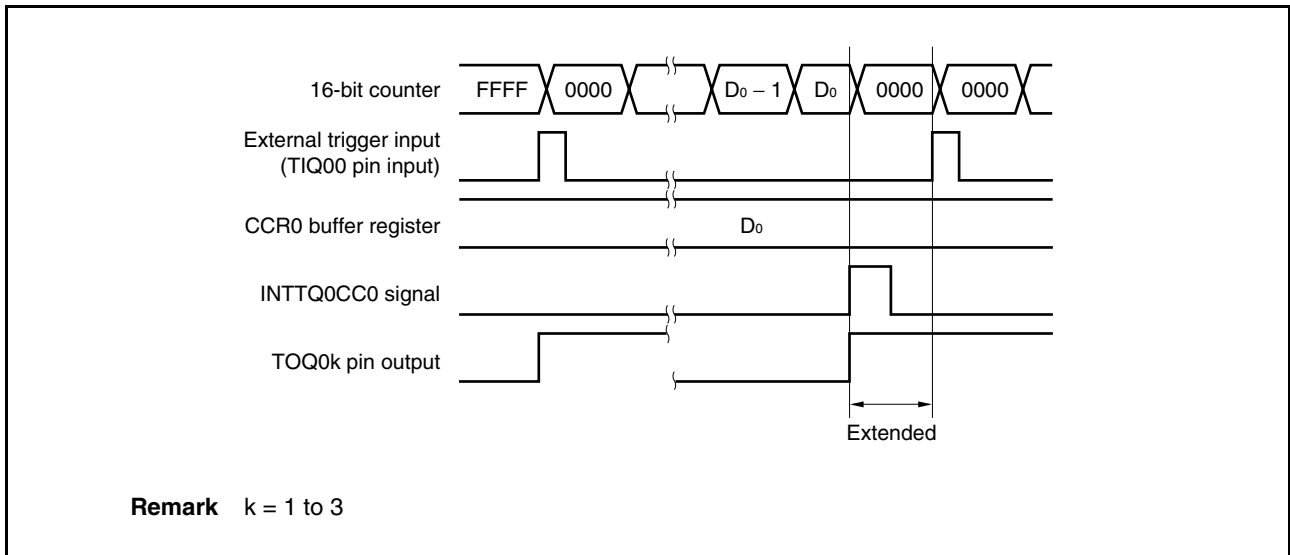 16-bit counter FFFF 0000 D₀ − 1 D₀ 0000 0000
External trigger input
(TIQ00 pin input)
CCR0 buffer register D₀
INTTQ0CC0 signal
TOQ0k pin output
Extended
Remark k = 1 to 3